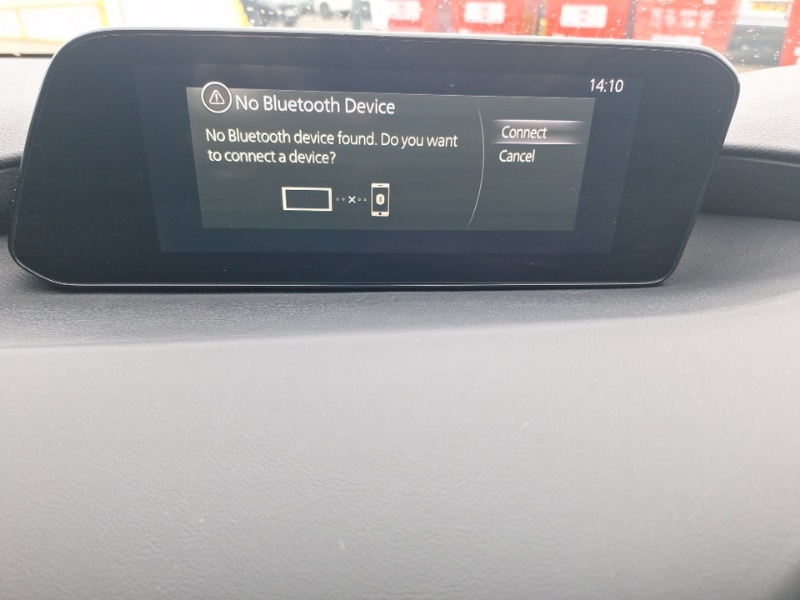 14:10
No Bluetooth Device
No Bluetooth device found. Do you want
to connect a device?
Connect
Cancel